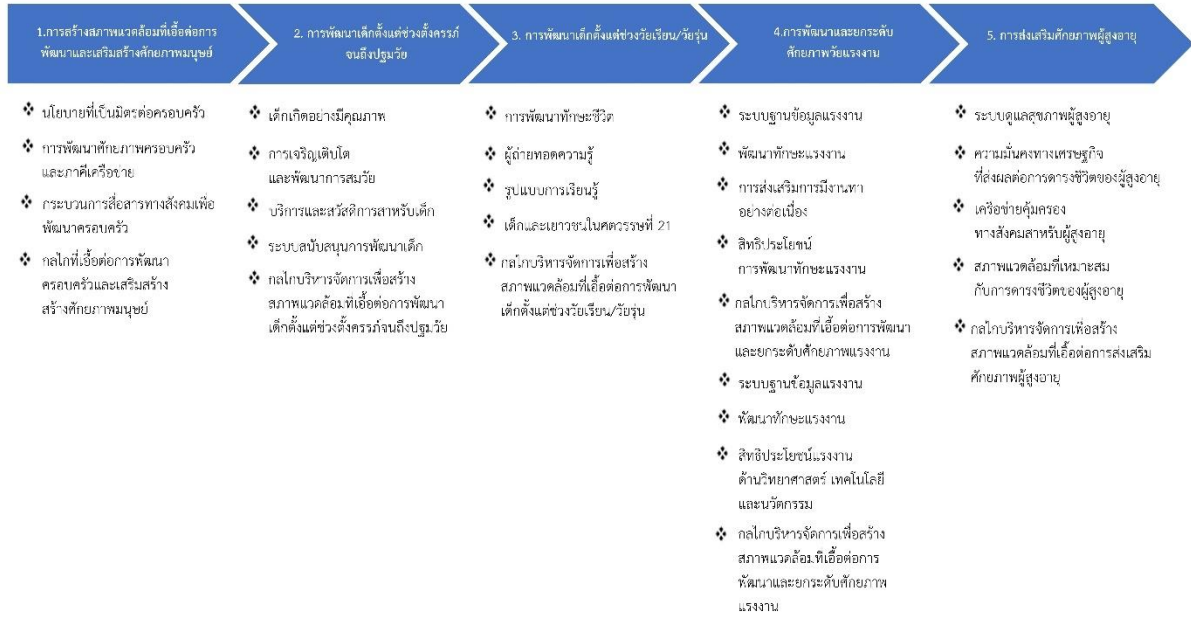 1.การสร้างสภาพแวดล้อมที่เอื้อต่อการ
พัฒนาและเสริมสร้างศักยภาพมนุษย์
❖ นโยบายที่เป็นมิตรต่อครอบครัว
❖ การพัฒนาศักยภาพครอบครัว
และภาคีเครือข่าย
❖ กระบวนการสื่อสารทางสังคมเพื่อ
พัฒนาครอบครัว
❖ กลไกที่เอื้อต่อการพัฒนา
ครอบครัวและเสริมสร้าง
สร้างศักยภาพมนุษย์
2. การพัฒนาเด็กตั้งแต่ช่วงตั้งครรภ์
จนถึงปฐมวัย
❖ เด็กเกิดอย่างมีคุณภาพ
❖ การเจริญเติบโต
และพัฒนาการสมวัย
❖ บริการและสวัสดิการสาหรับเด็ก
❖ ระบบสนับสนุนการพัฒนาเด็ก
❖ กลไกบริหารจัดการเพื่อสร้าง
สภาพแวดล้อมที่เอื้อต่อการพัฒนา
เด็กตั้งแต่ช่วงตั้งครรภ์จนถึงปฐมวัย
3. การพัฒนาเด็กตั้งแต่ช่วงวัยเรียน/วัยรุ่น
❖ การพัฒนาทักษะชีวิต
❖ ผู้ถ่ายทอดความรู้
❖ รูปแบบการเรียนรู้
❖ เด็กและเยาวชนในศตวรรษที่ 21
❖ กลไกบริหารจัดการเพื่อสร้าง
สภาพแวดล้อมที่เอื้อต่อการพัฒนา
เด็กตั้งแต่ช่วงวัยเรียน/วัยรุ่น
4.การพัฒนาและยกระดับ
ศักยภาพวัยแรงงาน
❖ ระบบฐานข้อมูลแรงงาน
❖ พัฒนาทักษะแรงงาน
❖ การส่งเสริมการมีงานทา
อย่างต่อเนื่อง
❖ สิทธิประโยชน์
การพัฒนาทักษะแรงงาน
❖ กลไกบริหารจัดการเพื่อสร้าง
สภาพแวดล้อมที่เอื้อต่อการพัฒนา
และยกระดับศักยภาพแรงงาน
❖ ระบบฐานข้อมูลแรงงาน
❖ พัฒนาทักษะแรงงาน
❖ สิทธิประโยชน์แรงงาน
ด้านวิทยาศาสตร์ เทคโนโลยี
และนวัตกรรม
❖ กลไกบริหารจัดการเพื่อสร้าง
สภาพแวดล้อมที่เอื้อต่อการ
พัฒนาและยกระดับศักยภาพ
แรงงาน
5. การส่งเสริมศักยภาพผู้สูงอายุ
❖ ระบบดูแลสุขภาพผู้สูงอายุ
❖ ความมั่นคงทางเศรษฐกิจ
ที่ส่งผลต่อการดารงชีวิตของผู้สูงอายุ
❖ เครือข่ายคุ้มครอง
ทางสังคมสาหรับผู้สูงอายุ
❖ สภาพแวดล้อมที่เหมาะสม
กับการดารงชีวิตของผู้สูงอายุ
❖ กลไกบริหารจัดการเพื่อสร้าง
สภาพแวดล้อมที่เอื้อต่อการส่งเสริม
ศักยภาพผู้สูงอายุ